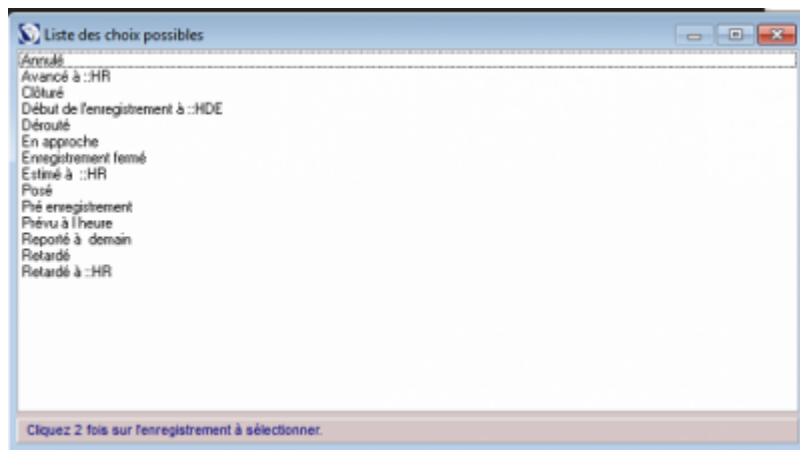 Liste des choix possibles
Annulé
Avancé à ::HR
Clôturé
Début de l'enregistrement à ::HDE
Dérouté
En approche
Enregistrement fermé
Estimé à ::HR
Posé
Pré enregistrement
Prévu à l'heure
Reporté à demain
Retardé
Retardé à ::HR
Cliquez 2 fois sur l'enregistrement à sélectionner.